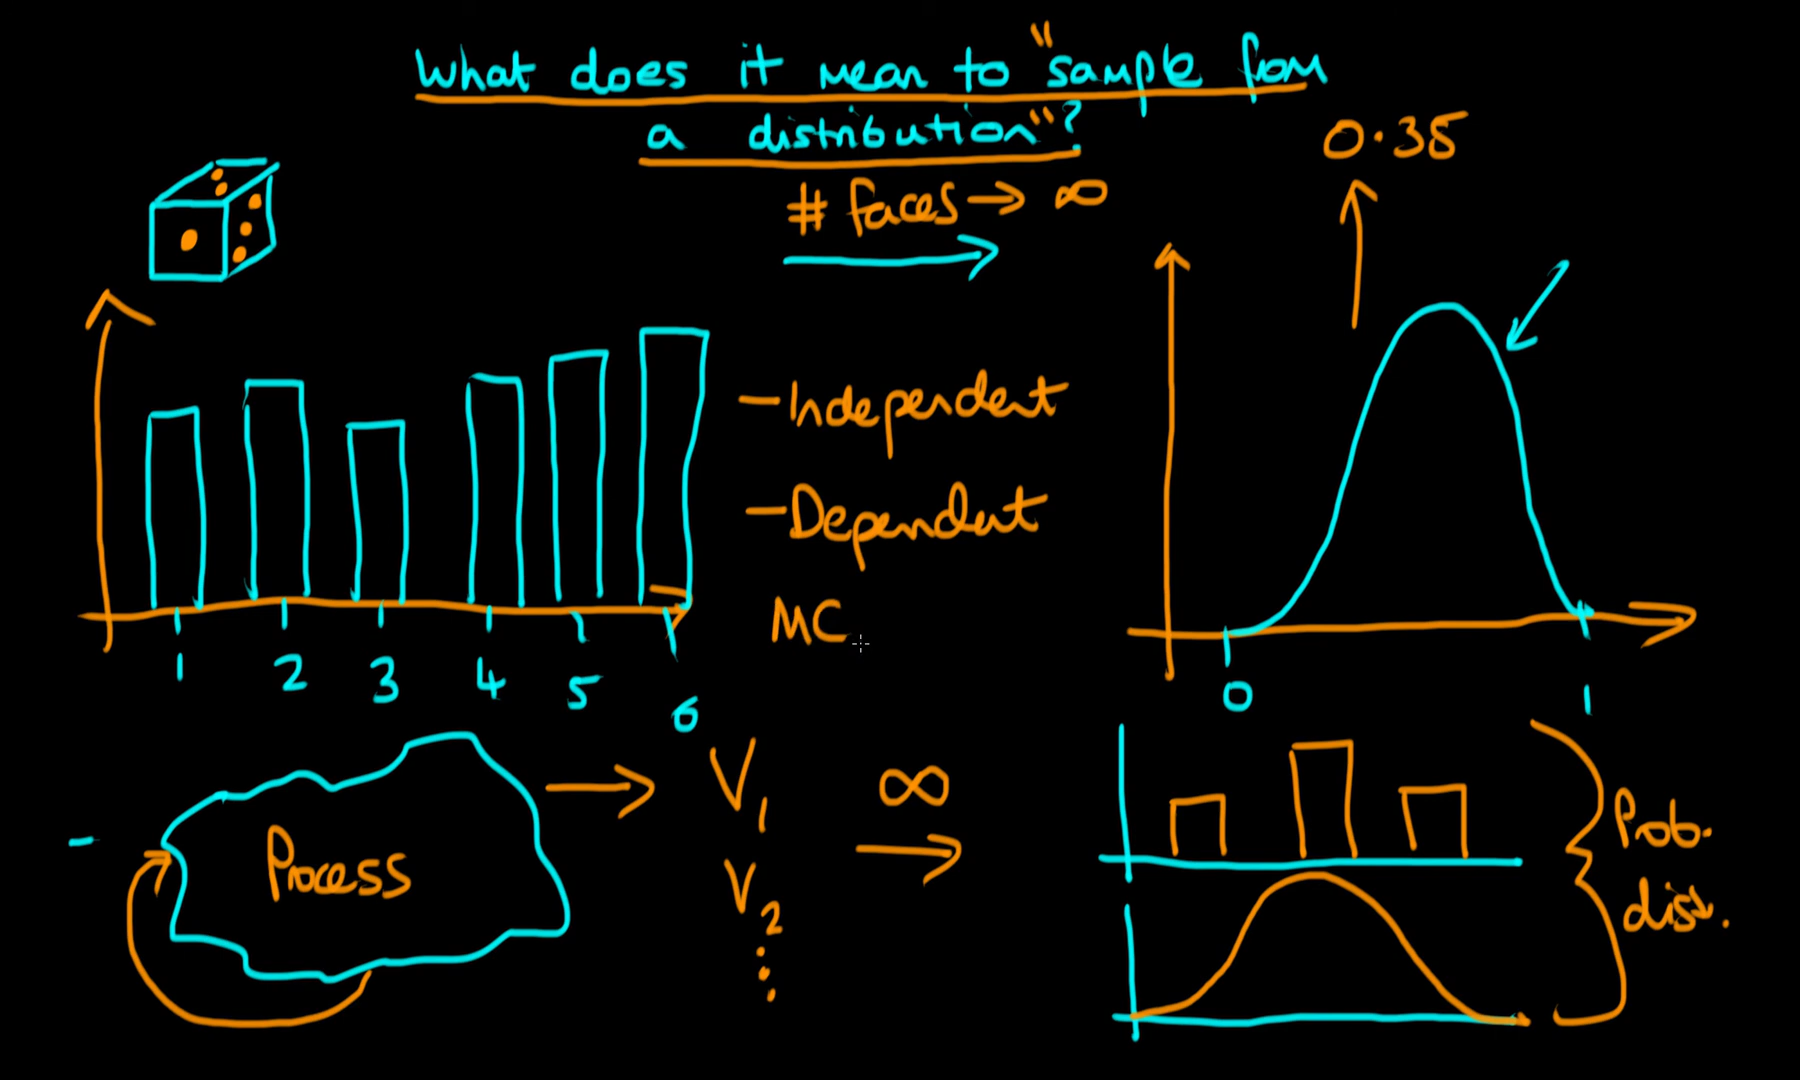 What does it mean to "sample from
a distribution"?
# faces → ∞
0.35
- Independent
- Dependent
MC
1 2 3 4 5 6
0 1
Process
V1
V2
⋮
∞
Prob.
dist.